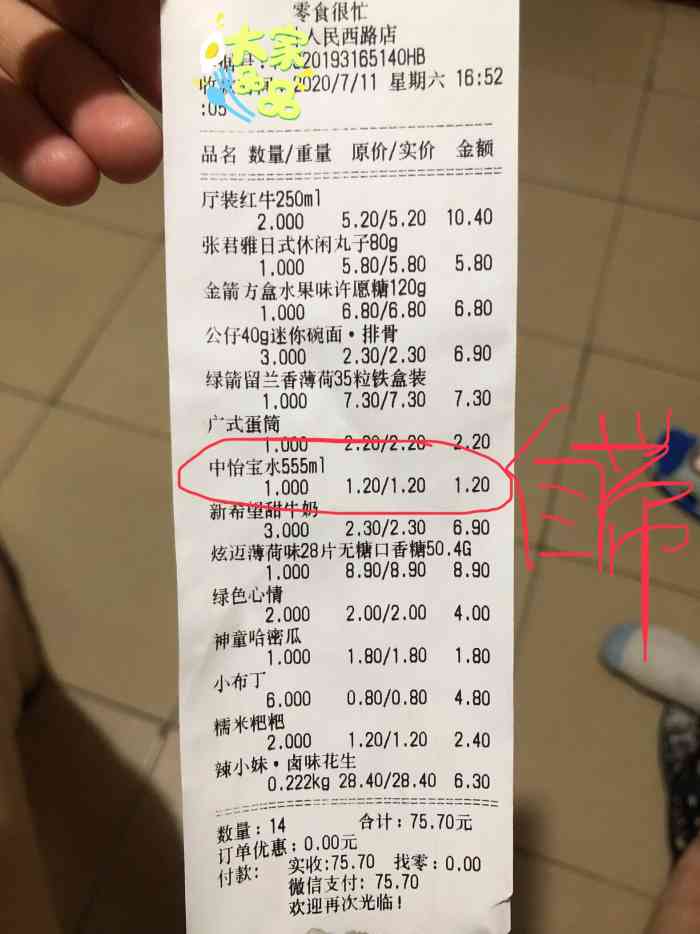 零食很忙
人民西路店
20193165140HB
2020/7/11 星期六 16:52
:05
大家
品
品名 数量/重量 原价/实价 金额
厅装红牛250ml
2.000 5.20/5.20 10.40
张君雅日式休闲丸子80g
1.000 5.80/5.80 5.80
金箭方盒水果味许愿糖120g
1.000 6.80/6.80 6.80
公仔40g迷你碗面·排骨
3.000 2.30/2.30 6.90
绿箭留兰香薄荷35粒铁盒装
1.000 7.30/7.30 7.30
广式蛋筒
1.000 2.20/2.20 2.20
中怡宝水555ml
1.000 1.20/1.20 1.20
自带
新希望甜牛奶
3.000 2.30/2.30 6.90
炫迈薄荷味28片无糖口香糖50.4G
1.000 8.90/8.90 8.90
绿色心情
2.000 2.00/2.00 4.00
神童哈密瓜
1.000 1.80/1.80 1.80
小布丁
6.000 0.80/0.80 4.80
糯米粑粑
2.000 1.20/1.20 2.40
辣小妹·卤味花生
0.222kg 28.40/28.40 6.30
数量:14 合计:75.70元
订单优惠:0.00元
付款: 实收:75.70 找零:0.00
微信支付:75.70
欢迎再次光临!